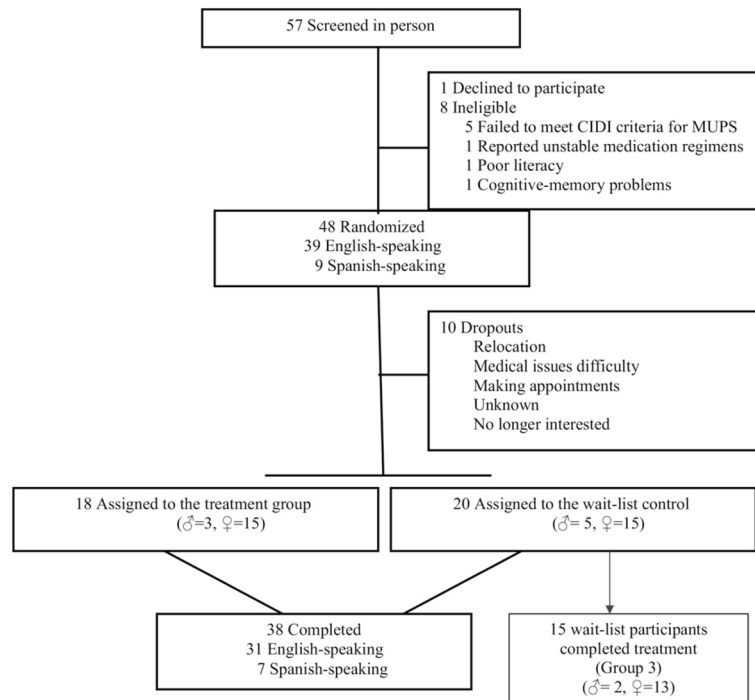 57 Screened in person
1 Declined to participate
8 Ineligible
5 Failed to meet CIDI criteria for MUPS
1 Reported unstable medication regimens
1 Poor literacy
1 Cognitive-memory problems
48 Randomized
39 English-speaking
9 Spanish-speaking
10 Dropouts
Relocation
Medical issues difficulty
Making appointments
Unknown
No longer interested
18 Assigned to the treatment group
(♂=3, ♀=15)
20 Assigned to the wait-list control
(♂= 5, ♀=15)
38 Completed
31 English-speaking
7 Spanish-speaking
15 wait-list participants
completed treatment
(Group 3)
(♂= 2, ♀=13)